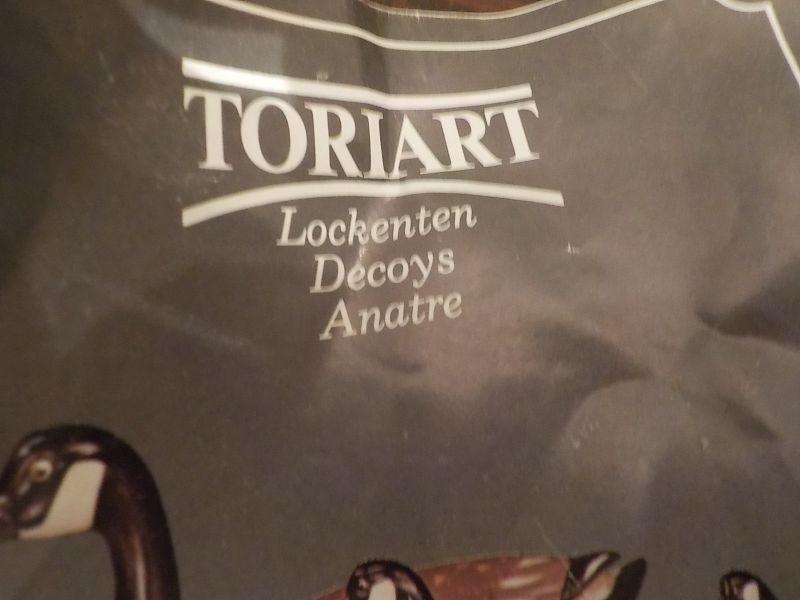 TORIART
Lockenten
Decoys
Anatre